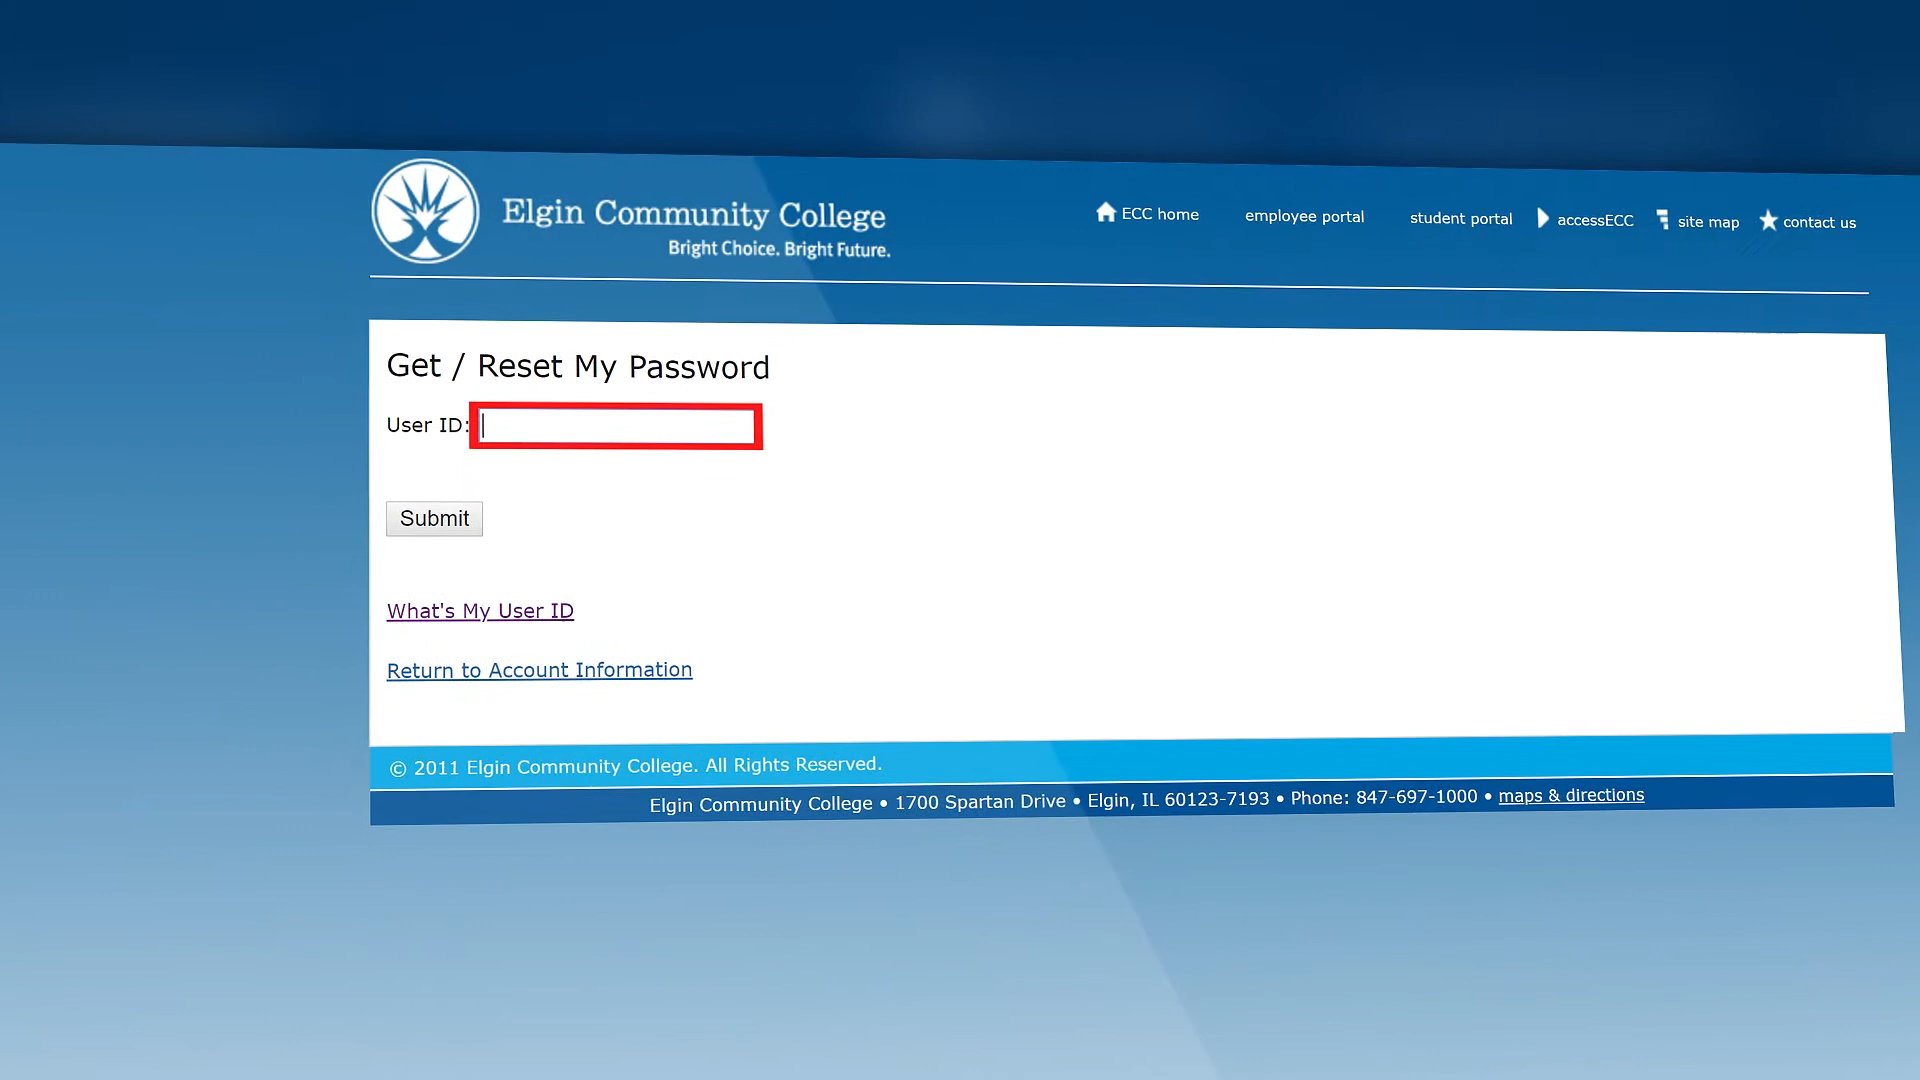 Elgin Community College
Bright Choice. Bright Future.
ECC home employee portal student portal accessECC site map contact us
Get / Reset My Password
User ID:
Submit
What's My User ID
Return to Account Information
© 2011 Elgin Community College. All Rights Reserved.
Elgin Community College • 1700 Spartan Drive • Elgin, IL 60123-7193 • Phone: 847-697-1000 • maps & directions